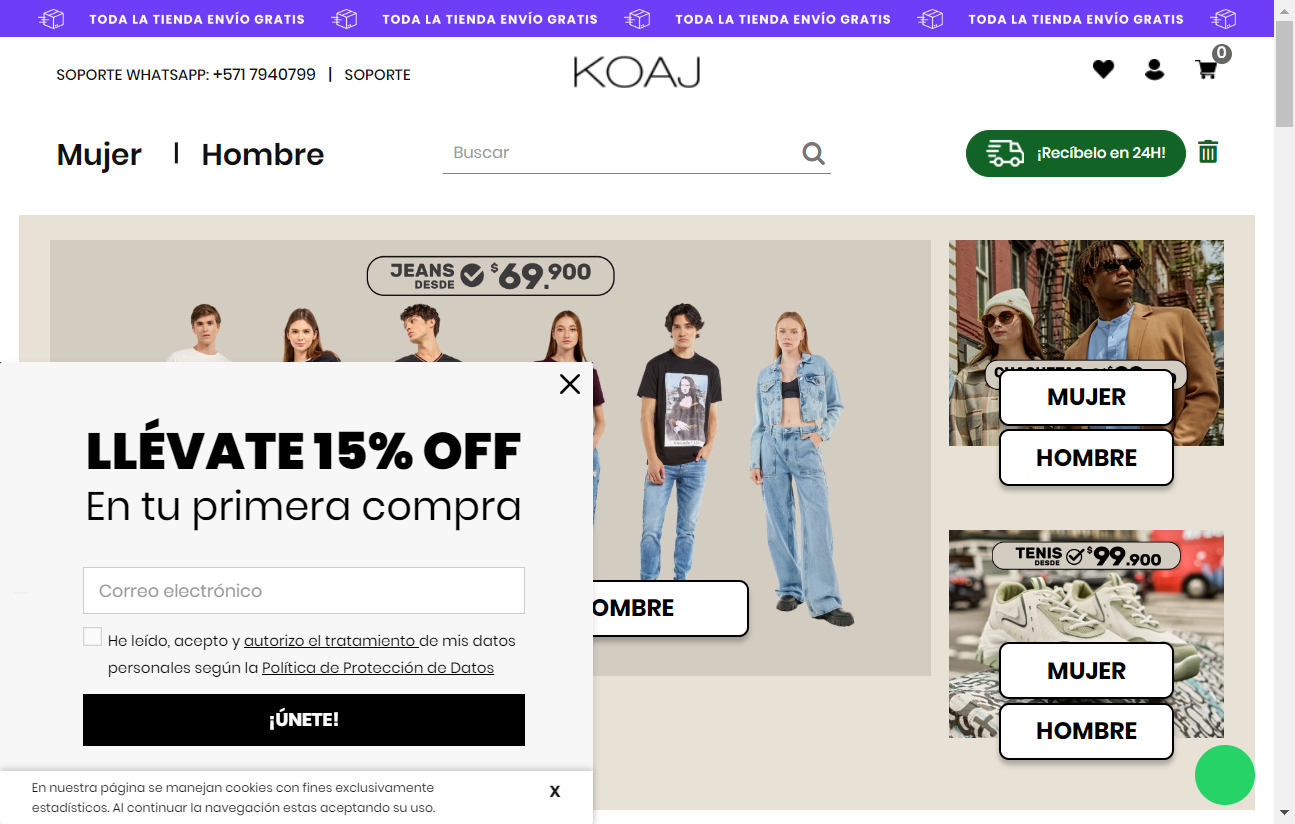 TODA LA TIENDA ENVÍO GRATIS TODA LA TIENDA ENVÍO GRATIS TODA LA TIENDA ENVÍO GRATIS TODA LA TIENDA ENVÍO GRATIS
SOPORTE WHATSAPP: +571 7940799 | SOPORTE
KOAJ
0
Mujer | Hombre
Buscar
¡Recíbelo en 24H!
JEANS DESDE $69.900
MUJER
HOMBRE
TENIS DESDE $99.900
MUJER
HOMBRE
LLÉVATE 15% OFF
En tu primera compra
Correo electrónico
He leído, acepto y autorizo el tratamiento de mis datos
personales según la Política de Protección de Datos
¡ÚNETE!
OMBRE
En nuestra página se manejan cookies con fines exclusivamente
estadísticos. Al continuar la navegación estas aceptando su uso.
X